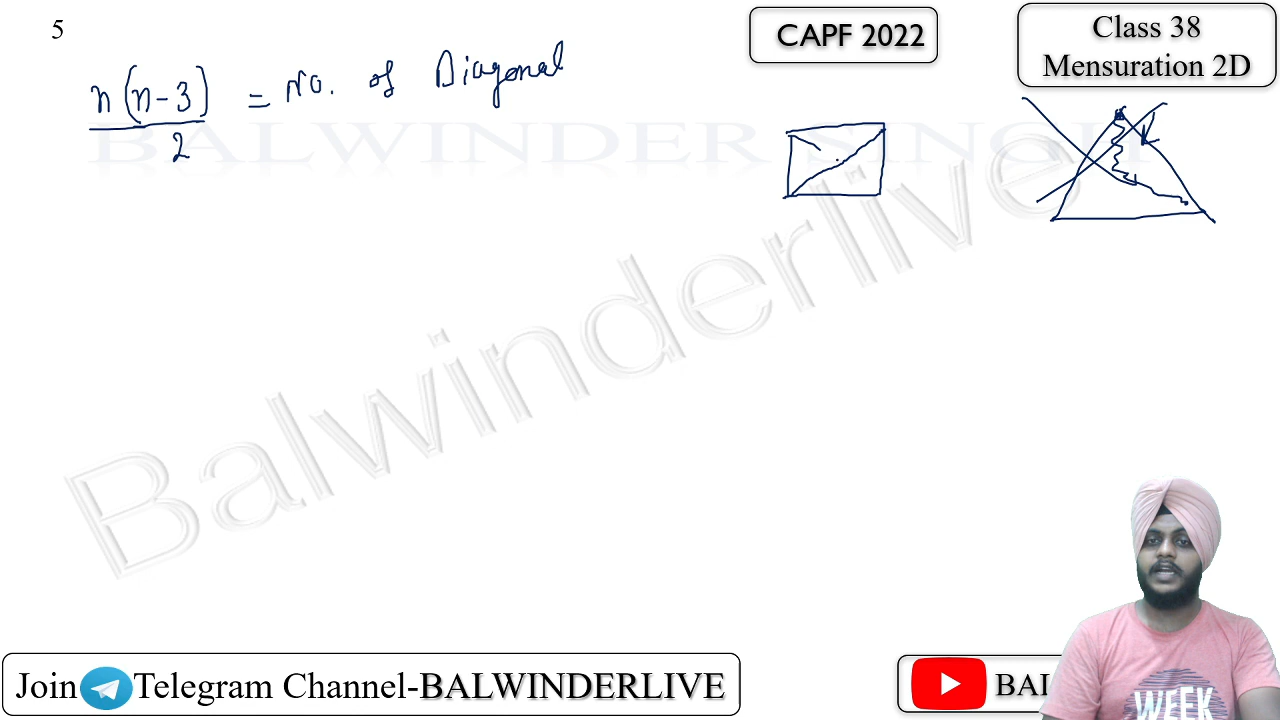 5
CAPF 2022
Class 38
Mensuration 2D
n(n-3)/2 = No. of Diagonal
BALWINDER SINGH
Balwinderlive
Join Telegram Channel-BALWINDERLIVE
BAL
WEEK